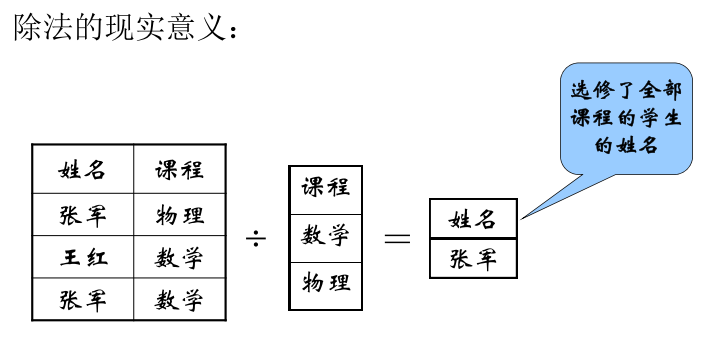 除法的现实意义：
选修了全部
课程的学生
的姓名
姓名 课程
张军 物理
王红 数学
张军 数学
÷
课程
数学
物理
=
姓名
张军